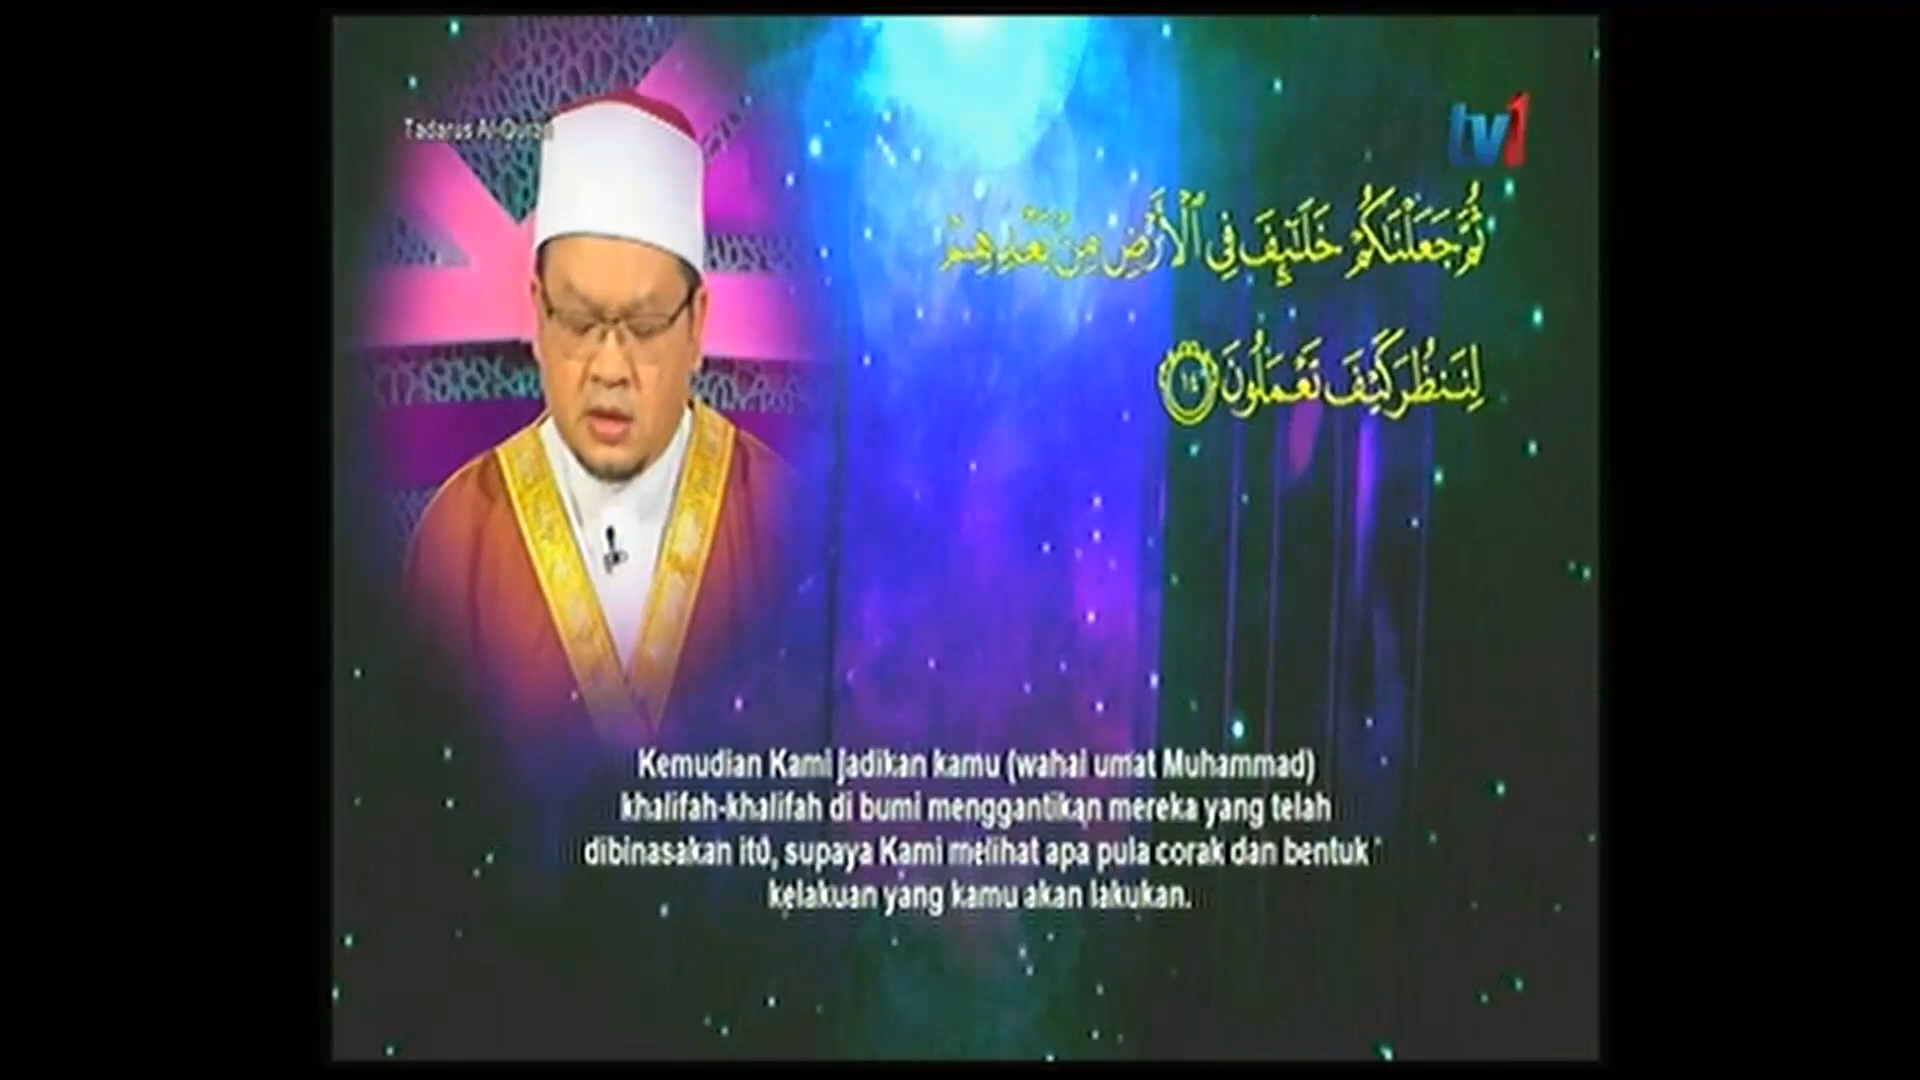 Tadarus Al-Quran
tv1
ثُمَّ جَعَلْنَٰكُمْ خَلَٰٓئِفَ فِى ٱلْأَرْضِ مِنۢ بَعْدِهِمْ
لِنَنظُرَ كَيْفَ تَعْمَلُونَ ١٤
Kemudian Kami jadikan kamu (wahai umat Muhammad)
khalifah-khalifah di bumi menggantikan mereka yang telah
dibinasakan itu, supaya Kami melihat apa pula corak dan bentuk
kelakuan yang kamu akan lakukan.